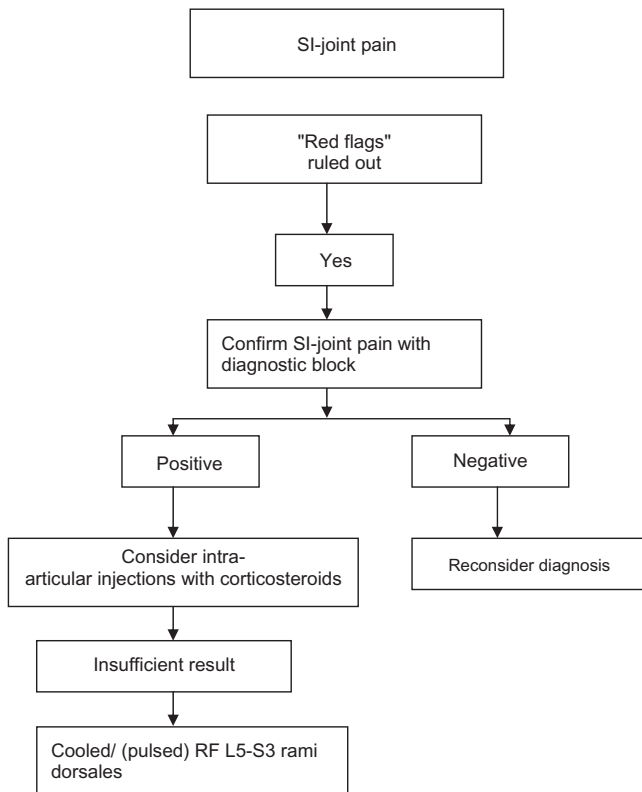 SI-joint pain
"Red flags"
ruled out
Yes
Confirm SI-joint pain with
diagnostic block
Positive
Negative
Consider intra-
articular injections with corticosteroids
Reconsider diagnosis
Insufficient result
Cooled/ (pulsed) RF L5-S3 rami
dorsales